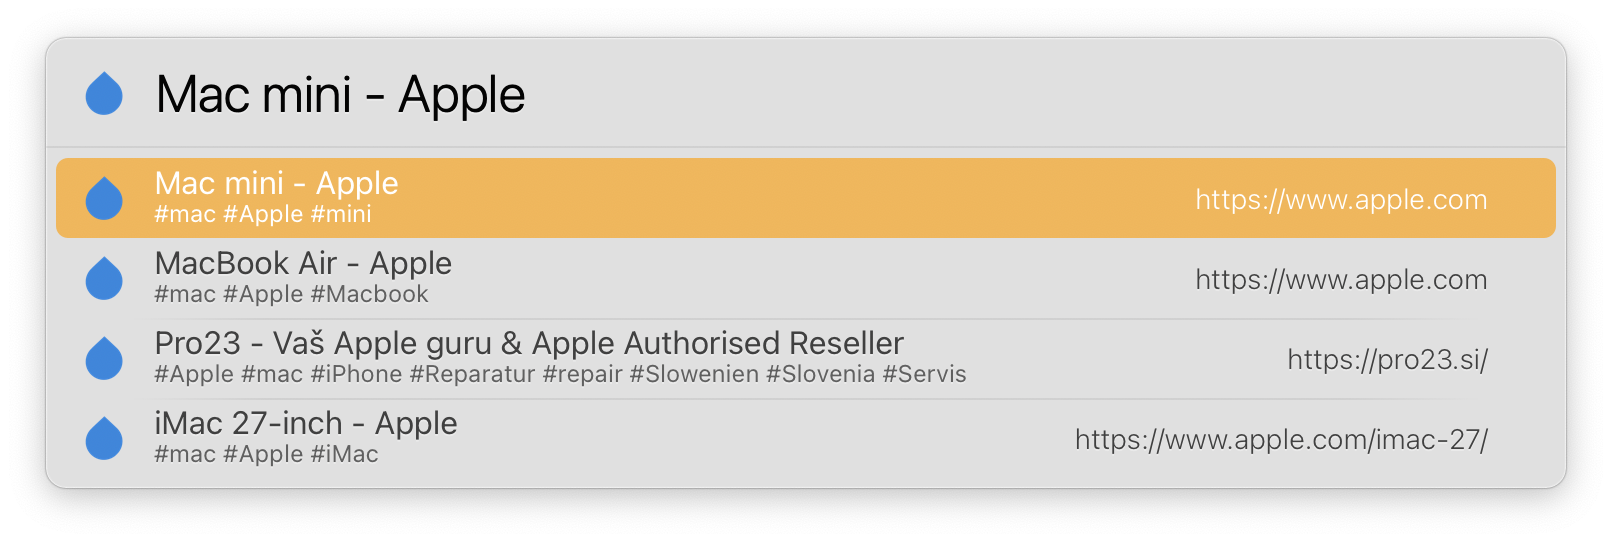 Mac mini - Apple
Mac mini - Apple
#mac #Apple #mini
https://www.apple.com
MacBook Air - Apple
#mac #Apple #Macbook
https://www.apple.com
Pro23 - Vaš Apple guru & Apple Authorised Reseller
#Apple #mac #iPhone #Reparatur #repair #Slowenien #Slovenia #Servis
https://pro23.si/
iMac 27-inch - Apple
#mac #Apple #iMac
https://www.apple.com/imac-27/